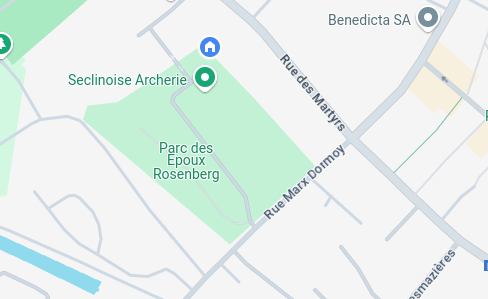 Benedicta SA
Seclinoise Archerie
Rue des Martyrs
Parc des
Epoux
Rosenberg
Rue Marx Dormoy
smazières